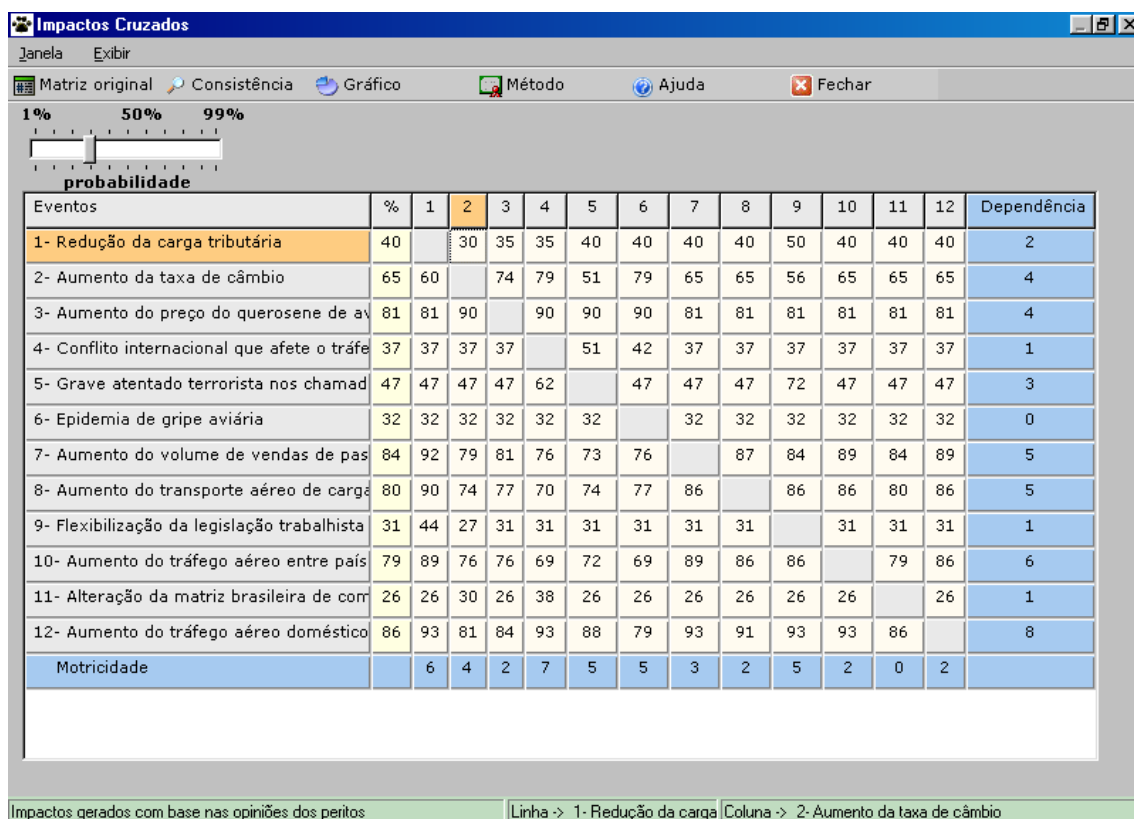 Impactos Cruzados
Janela Exibir
Matriz original Consistência Gráfico Método Ajuda Fechar
1% 50% 99%
probabilidade
Eventos % 1 2 3 4 5 6 7 8 9 10 11 12 Dependência
1- Redução da carga tributária 40 30 35 35 40 40 40 40 50 40 40 40 2
2- Aumento da taxa de câmbio 65 60 74 79 51 79 65 65 56 65 65 65 4
3- Aumento do preço do querosene de av 81 81 90 90 90 90 81 81 81 81 81 81 4
4- Conflito internacional que afete o tráfe 37 37 37 37 51 42 37 37 37 37 37 37 1
5- Grave atentado terrorista nos chamad 47 47 47 47 62 47 47 47 72 47 47 47 3
6- Epidemia de gripe aviária 32 32 32 32 32 32 32 32 32 32 32 32 0
7- Aumento do volume de vendas de pas 84 92 79 81 76 73 76 87 84 89 84 89 5
8- Aumento do transporte aéreo de carga 80 90 74 77 70 74 77 86 86 86 80 86 5
9- Flexibilização da legislação trabalhista 31 44 27 31 31 31 31 31 31 31 31 31 1
10- Aumento do tráfego aéreo entre país 79 89 76 76 69 72 69 89 86 86 79 86 6
11- Alteração da matriz brasileira de com 26 26 30 26 38 26 26 26 26 26 26 26 1
12- Aumento do tráfego aéreo doméstico 86 93 81 84 93 88 79 93 91 93 93 86 8
Motricidade 6 4 2 7 5 5 3 2 5 2 0 2
Impactos gerados com base nas opiniões dos peritos Linha -> 1- Redução da carga Coluna -> 2- Aumento da taxa de câmbio